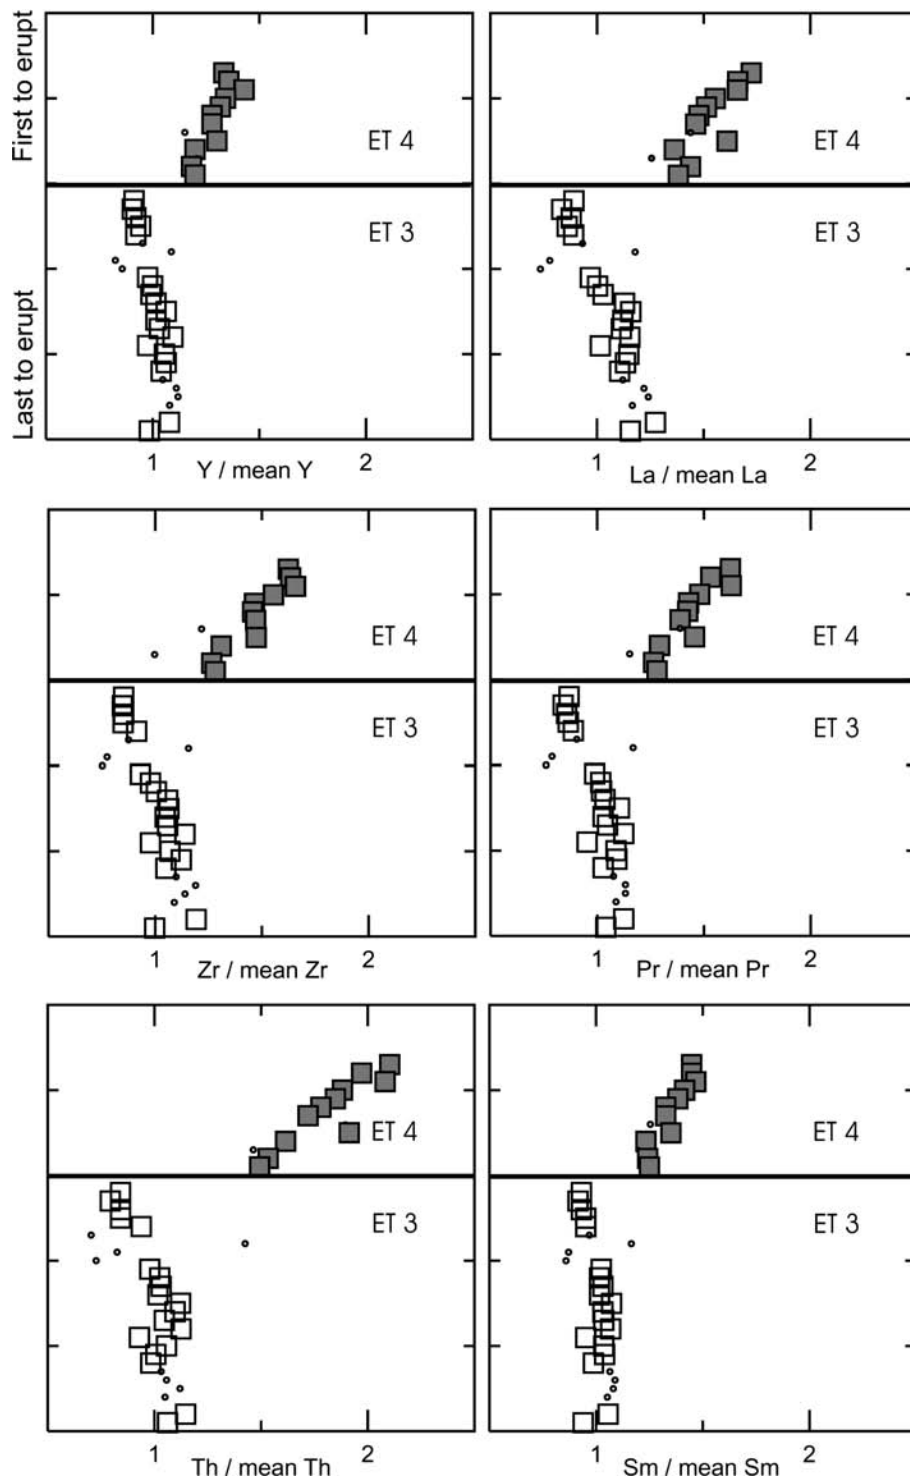 First to erupt
Last to erupt
ET 4
ET 3
1
2
Y / mean Y
ET 4
ET 3
1
2
La / mean La
ET 4
ET 3
1
2
Zr / mean Zr
ET 4
ET 3
1
2
Pr / mean Pr
ET 4
ET 3
1
2
Th / mean Th
ET 4
ET 3
1
2
Sm / mean Sm